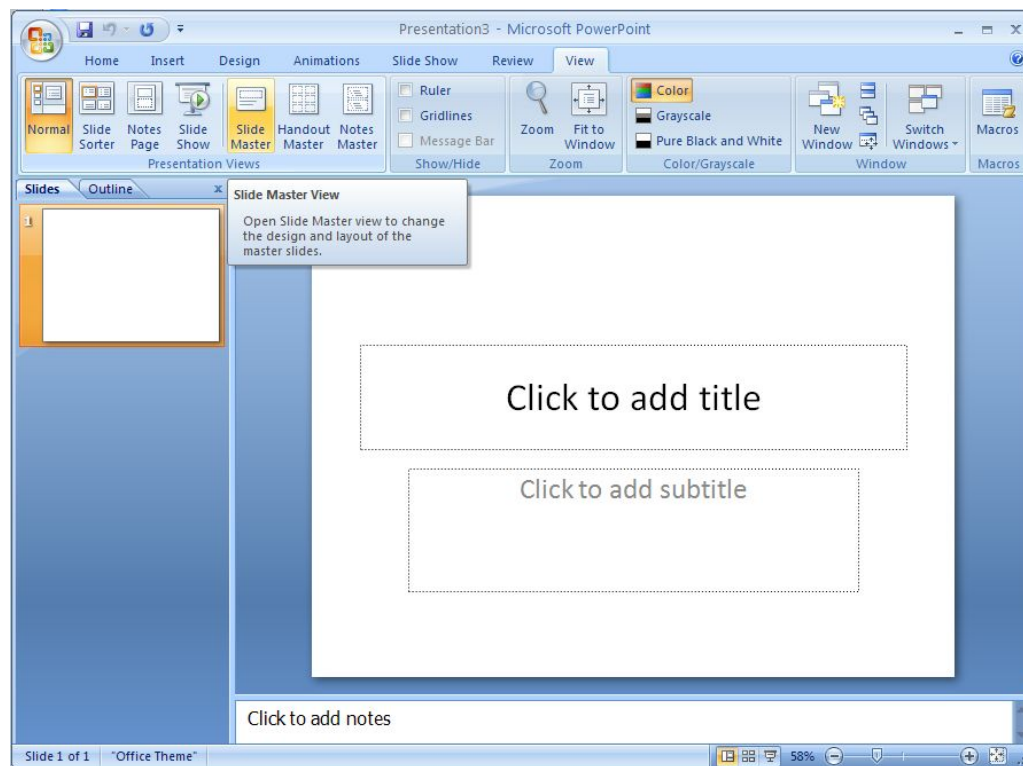 Presentation3 - Microsoft PowerPoint
Home Insert Design Animations Slide Show Review View
Normal
Slide Sorter
Notes Page
Slide Show
Slide Master
Handout Master
Notes Master
Presentation Views
Ruler
Gridlines
Message Bar
Show/Hide
Zoom
Fit to Window
Zoom
Color
Grayscale
Pure Black and White
Color/Grayscale
New Window
Switch Windows
Window
Macros
Macros
Slides Outline x
Slide Master View
Open Slide Master view to change
the design and layout of the
master slides.
1
Click to add title
Click to add subtitle
Click to add notes
Slide 1 of 1 "Office Theme" 58%